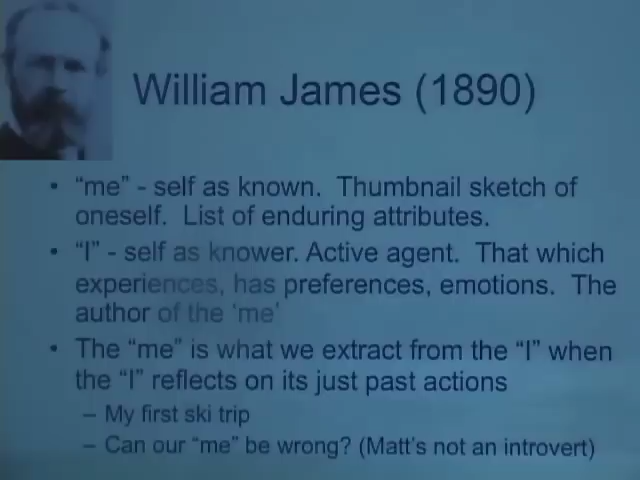 William James (1890)
• "me" - self as known. Thumbnail sketch of
oneself. List of enduring attributes.
• "I" - self as knower. Active agent. That which
experiences, has preferences, emotions. The
author of the 'me'
• The "me" is what we extract from the "I" when
the "I" reflects on its just past actions
– My first ski trip
– Can our "me" be wrong? (Matt's not an introvert)